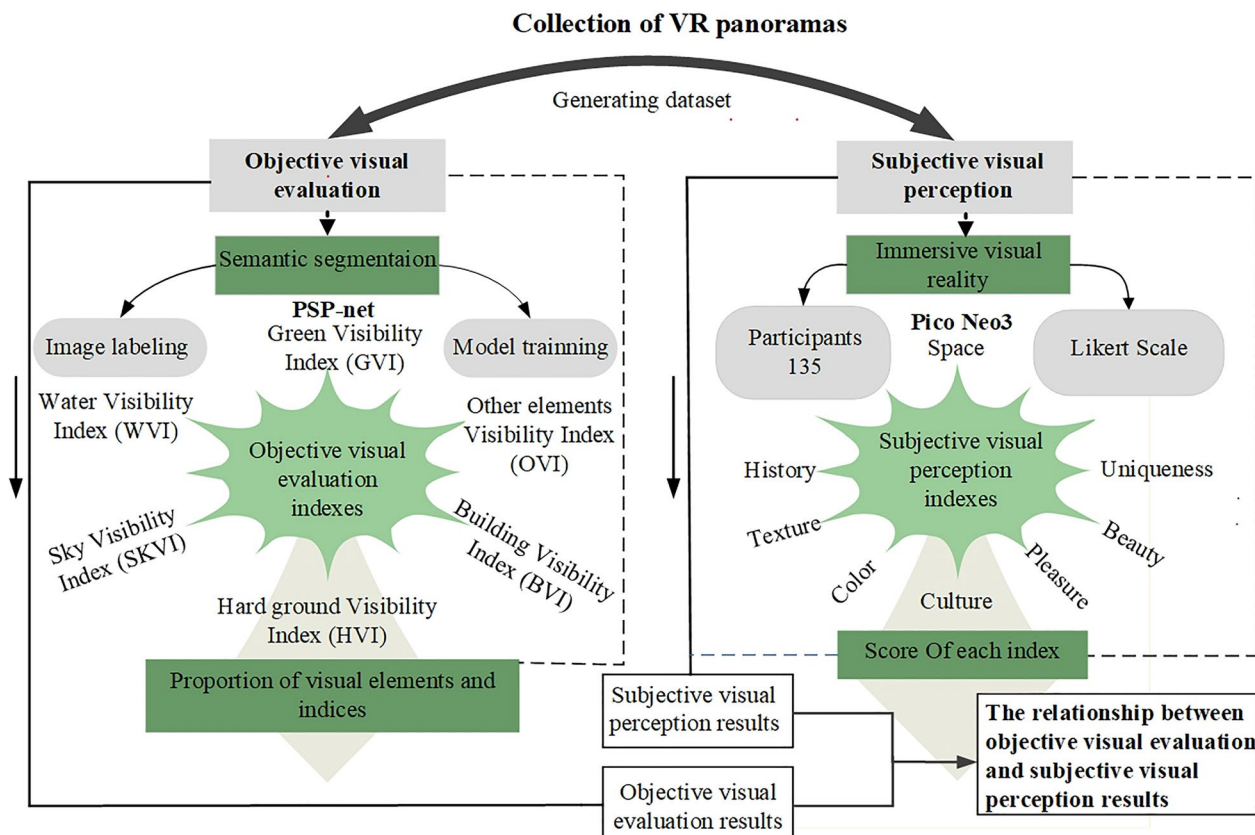 Collection of VR panoramas
Generating dataset
Objective visual
evaluation
Semantic segmentaion
PSP-net
Image labeling
Green Visibility
Index (GVI)
Model trainning
Water Visibility
Index (WVI)
Other elements
Visibility Index
(OVI)
Objective visual
evaluation
indexes
Sky Visibility
Index (SKVI)
Building Visibility
Index (BVI)
Hard ground Visibility
Index (HVI)
Proportion of visual elements and
indices
Subjective visual
perception
Immersive visual
reality
Participants
135
Pico Neo3
Space
Likert Scale
Subjective visual
perception
indexes
History
Uniqueness
Texture
Beauty
Color
Pleasure
Culture
Score Of each index
Subjective visual
perception results
Objective visual
evaluation results
The relationship between
objective visual evaluation
and subjective visual
perception results